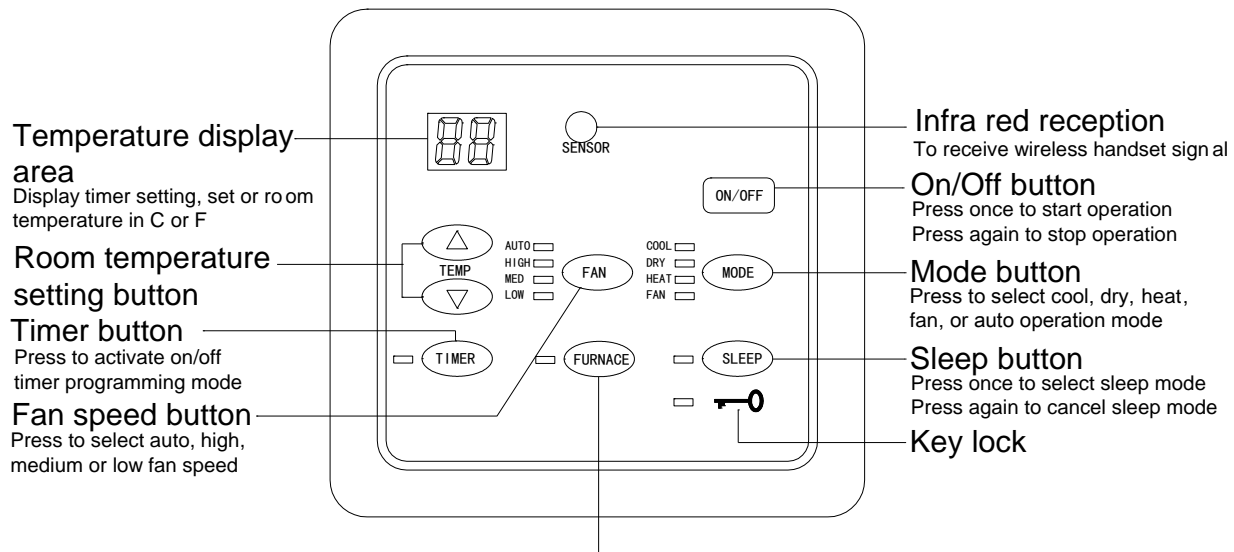 Temperature display
area
Display timer setting, set or room
temperature in C or F
Room temperature
setting button
Timer button
Press to activate on/off
timer programming mode
Fan speed button
Press to select auto, high,
medium or low fan speed
88
SENSOR
ON/OFF
TEMP
AUTO
HIGH
MED
LOW
FAN
COOL
DRY
HEAT
FAN
MODE
TIMER
FURNACE
SLEEP
Infra red reception
To receive wireless handset signal
On/Off button
Press once to start operation
Press again to stop operation
Mode button
Press to select cool, dry, heat,
fan, or auto operation mode
Sleep button
Press once to select sleep mode
Press again to cancel sleep mode
Key lock